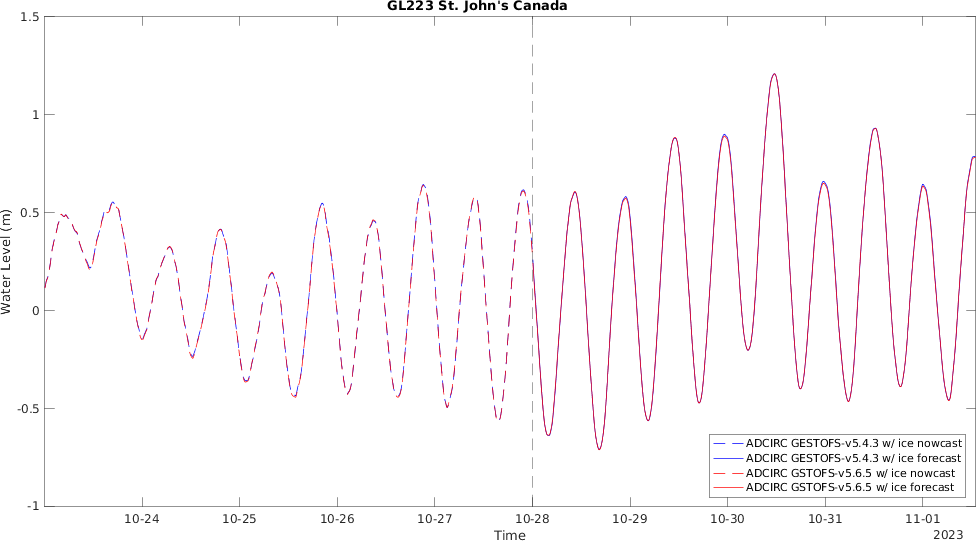 GL223 St. John's Canada
1.5
1
0.5
0
-0.5
-1
Water Level (m)
ADCIRC GESTOFS-v5.4.3 w/ ice nowcast
ADCIRC GESTOFS-v5.4.3 w/ ice forecast
ADCIRC GSTOFS-v5.6.5 w/ ice nowcast
ADCIRC GSTOFS-v5.6.5 w/ ice forecast
10-24 10-25 10-26 10-27 10-28 10-29 10-30 10-31 11-01
Time
2023